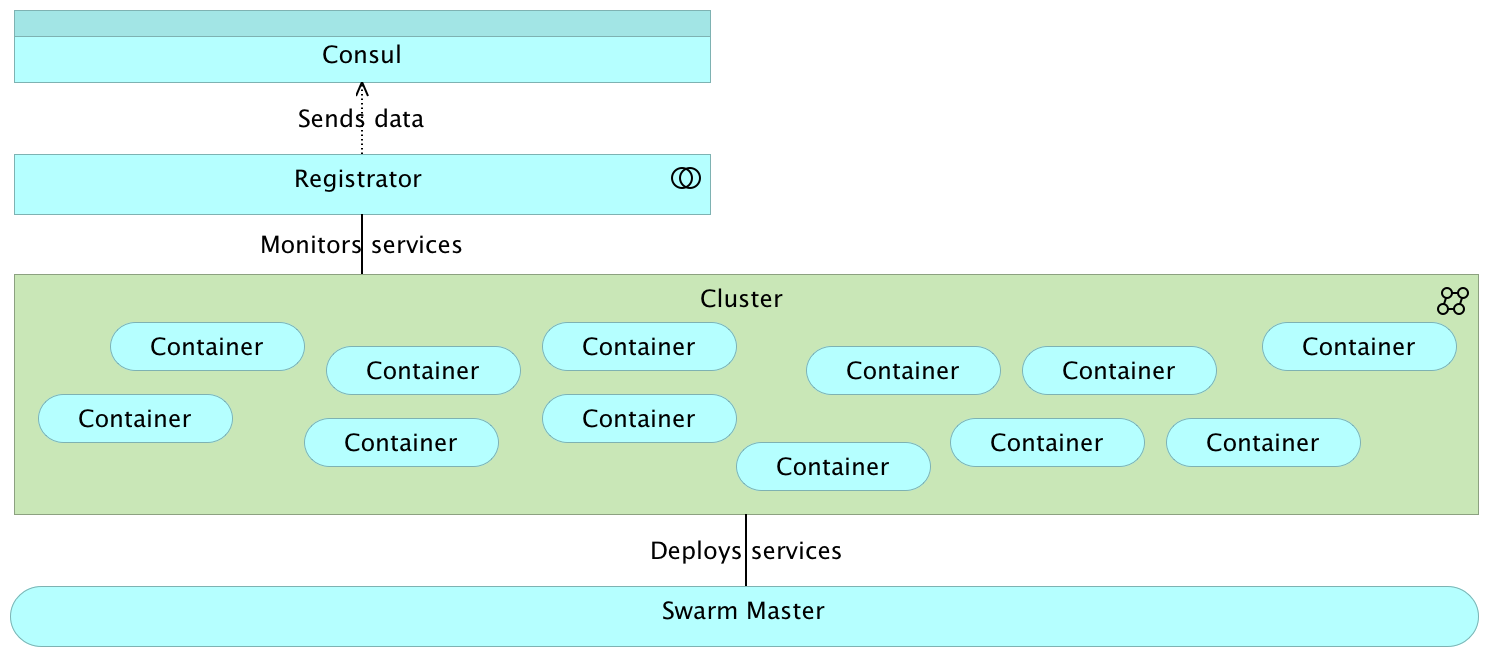 Consul
Sends data
Registrator
Monitors services
Cluster
Container
Container
Container
Container
Container
Container
Container
Container
Container
Container
Container
Container
Deploys services
Swarm Master